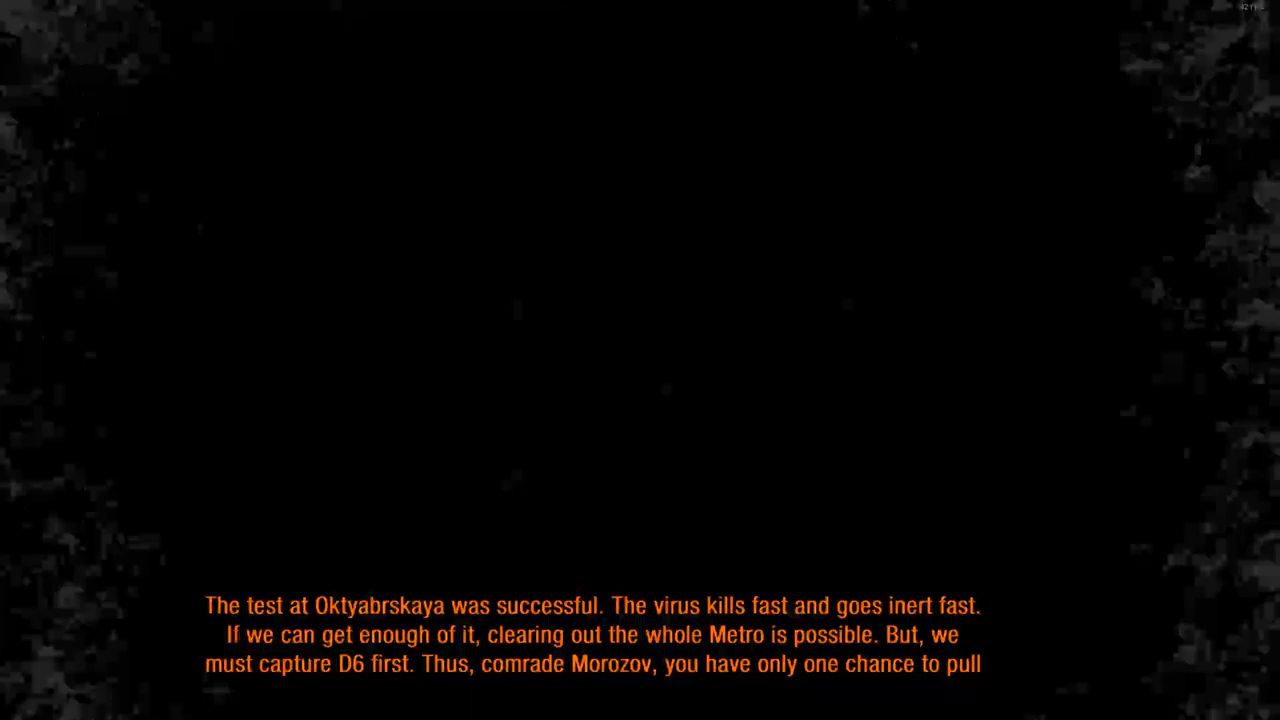 The test at Oktyabrskaya was successful. The virus kills fast and goes inert fast.
If we can get enough of it, clearing out the whole Metro is possible. But, we
must capture D6 first. Thus, comrade Morozov, you have only one chance to pull